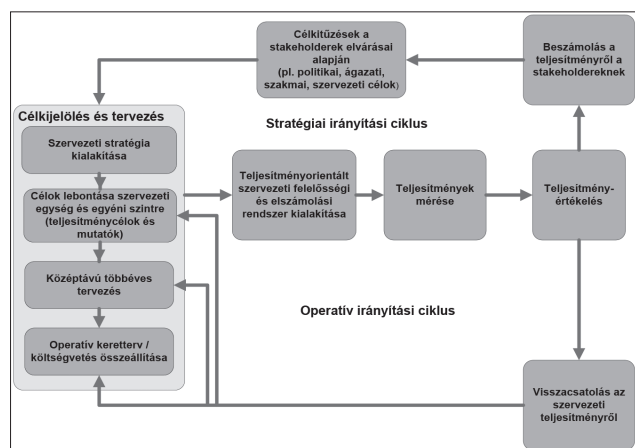 Célkitűzések a
stakeholderek elvárásai
alapján
(pl. politikai, ágazati,
szakmai, szervezeti célok)
Beszámolás a
teljesítményről a
stakeholdereknek
Célkijelölés és tervezés
Stratégiai irányítási ciklus
Szervezeti stratégia
kialakítása
Célok lebontása szervezeti
egység és egyéni szintre
(teljesítménycélok és
mutatók)
Teljesítményorientált
szervezeti felelősségi
és elszámolási
rendszer kialakítása
Teljesítmények
mérése
Teljesítmény-
értékelés
Középtávú többéves
tervezés
Operatív irányítási ciklus
Operatív keretterv /
költségvetés összeállítása
Visszacsatolás az
szervezeti
teljesítményről